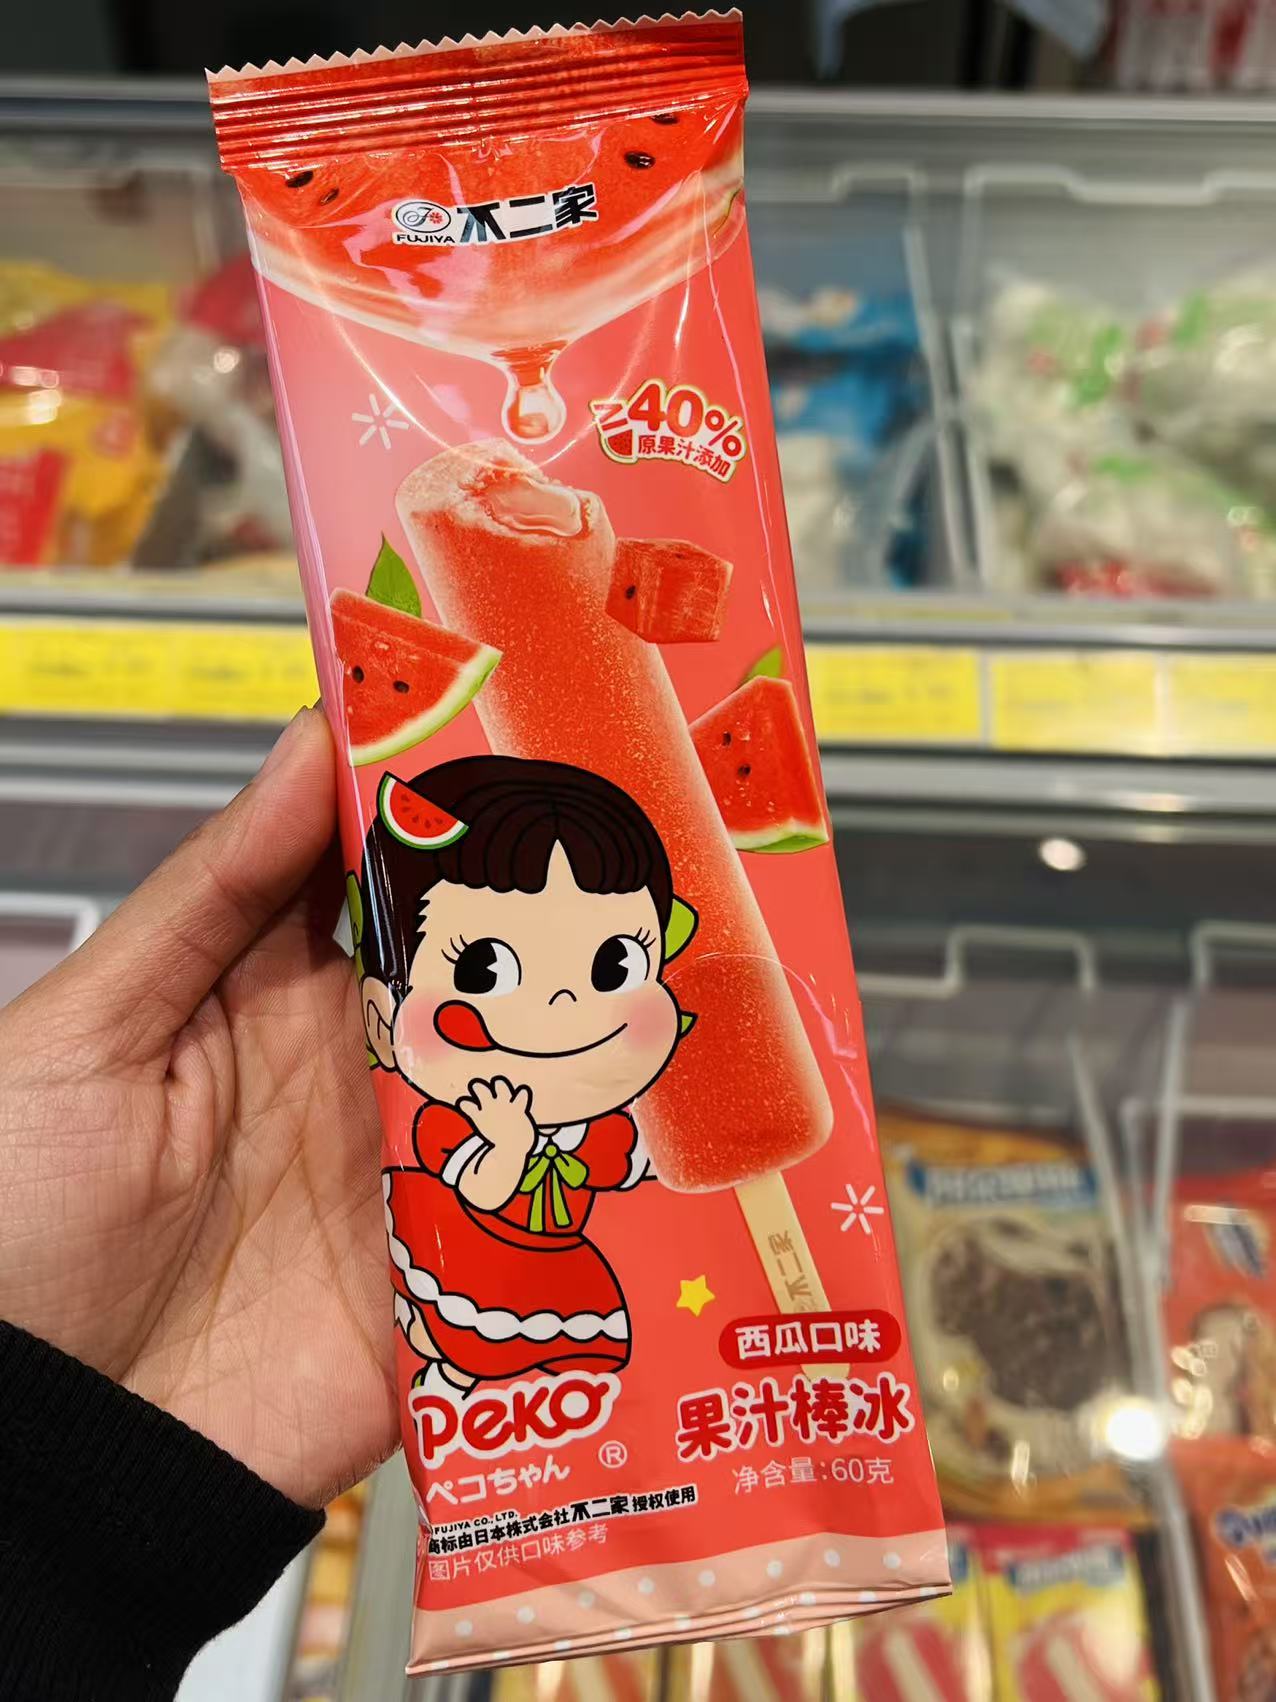 FUJIYA 不二家
≥40%
原果汁添加
不二家
西瓜口味
果汁棒冰
净含量:60克
Peko
ペコちゃん ®
FUJIYA CO., LTD.
商标由日本株式会社不二家授权使用
图片仅供口味参考